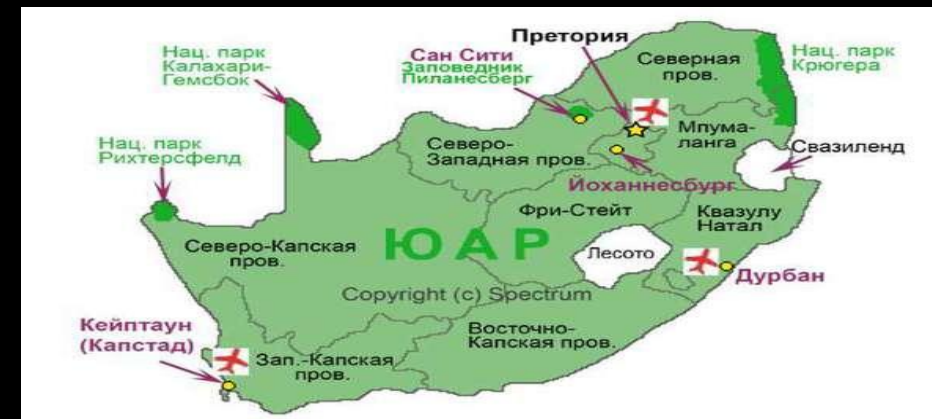 Претория
Нац. парк
Калахари-
Гемсбок
Сан Сити
Заповедник
Пиланесберг
Северная
пров.
Нац. парк
Крюгера
Нац. парк
Рихтерсфелд
Северо-
Западная пров.
Мпума-
ланга
Свазиленд
Йоханнесбург
Фри-Стейт
Квазулу
Натал
Северо-Капская
пров.
ЮАР
Лесото
Дурбан
Copyright (c) Spectrum
Кейптаун
(Капстад)
Восточно-
Капская пров.
Зап.-Капская
пров.